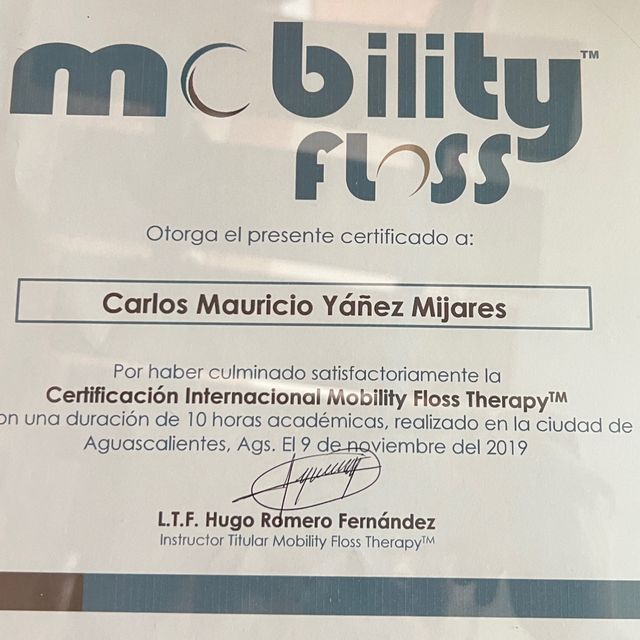 mobility™
FLOSS
Otorga el presente certificado a:
Carlos Mauricio Yáñez Mijares
Por haber culminado satisfactoriamente la
Certificación Internacional Mobility Floss Therapy™
on una duración de 10 horas académicas, realizado en la ciudad de
Aguascalientes, Ags. El 9 de noviembre del 2019
L.T.F. Hugo Romero Fernández
Instructor Titular Mobility Floss Therapy™